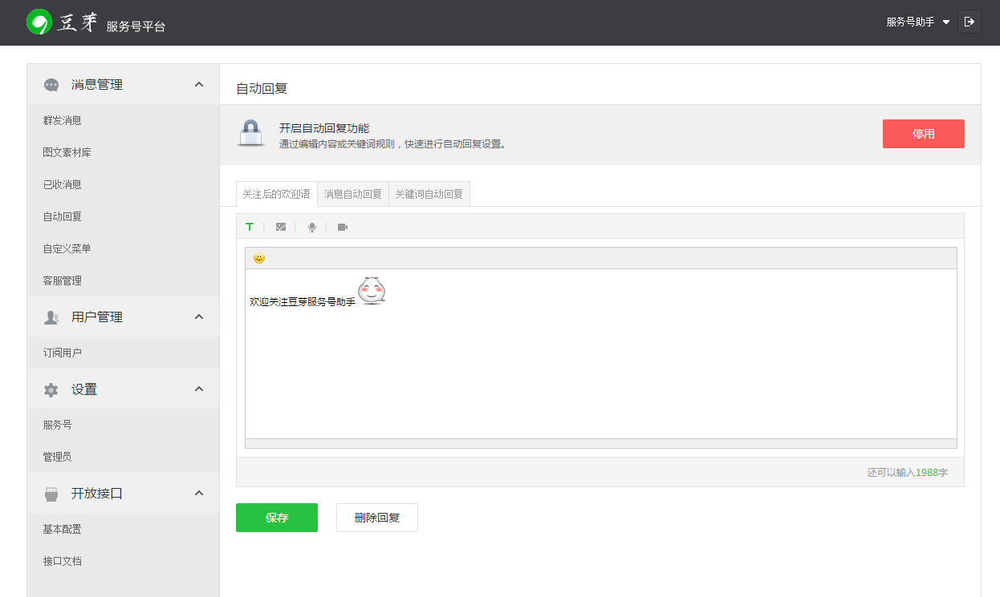 豆芽 服务号平台
服务号助手
消息管理
群发消息
图文素材库
已收消息
自动回复
自定义菜单
客服管理
用户管理
订阅用户
设置
服务号
管理员
开放接口
基本配置
接口文档
自动回复
开启自动回复功能
通过编辑内容或关键词规则，快速进行自动回复设置。
停用
关注后的欢迎语 消息自动回复 关键词自动回复
T
欢迎关注豆芽服务号助手
还可以输入1988字
保存 删除回复